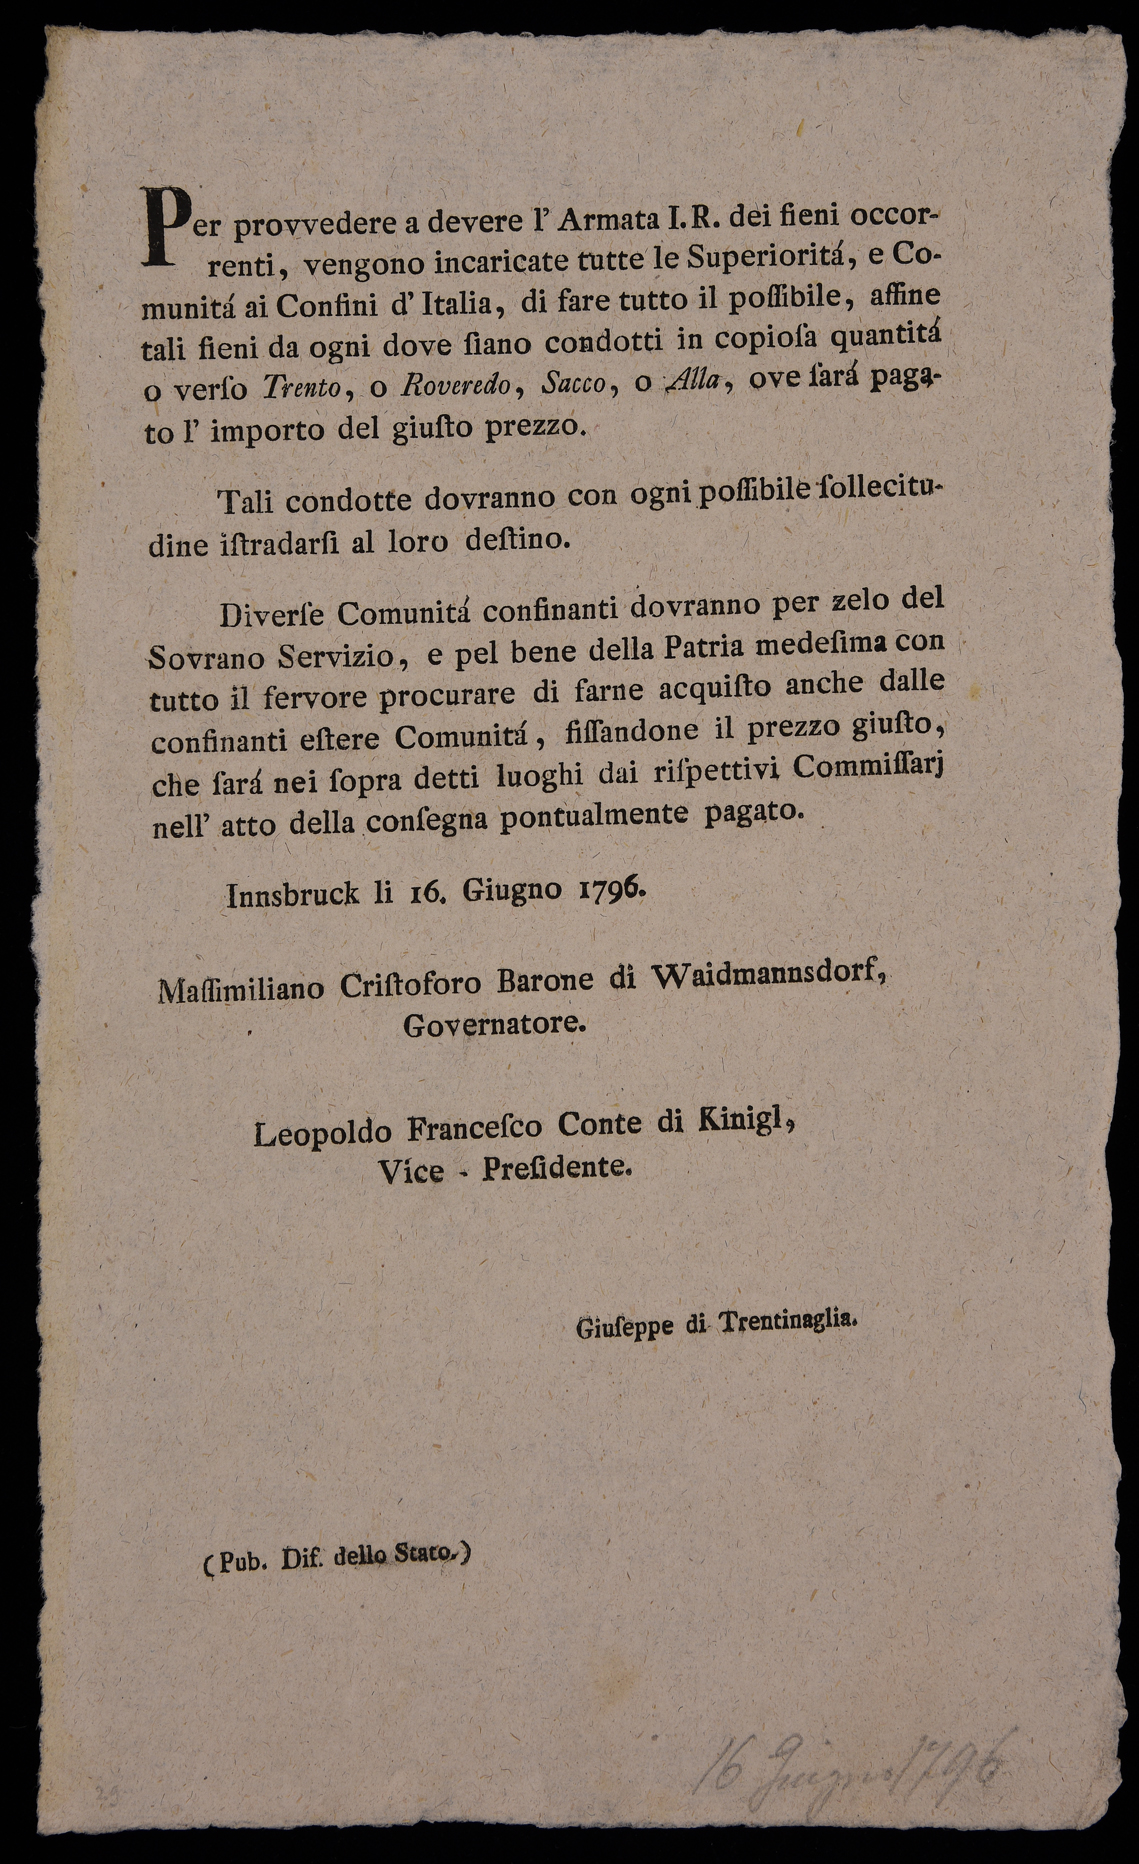 Per provvedere a devere l' Armata I. R. dei fieni occor-
renti, vengono incaricate tutte le Superioritá, e Co-
munitá ai Confini d' Italia, di fare tutto il poſſibile, affine
tali fieni da ogni dove ſiano condotti in copioſa quantitá
o verſo Trento, o Roveredo, Sacco, o Alla, ove ſará paga-
to l' importo del giuſto prezzo.
Tali condotte dovranno con ogni poſſibile ſollecitu-
dine iſtradarſi al loro deſtino.
Diverſe Comunitá confinanti dovranno per zelo del
Sovrano Servizio, e pel bene della Patria medeſima con
tutto il fervore procurare di farne acquiſto anche dalle
confinanti eſtere Comunitá, fiſſandone il prezzo giuſto,
che ſará nei ſopra detti luoghi dai riſpettivi Commiſſarj
nell' atto della conſegna pontualmente pagato.
Innsbruck li 16. Giugno 1796.
Maſſimiliano Criſtoforo Barone di Waidmannsdorf,
Governatore.
Leopoldo Franceſco Conte di Kinigl,
Vice - Preſidente.
Giuſeppe di Trentinaglia.
(Pub. Dif. dello Stato.)
16 Giugno 1796
29